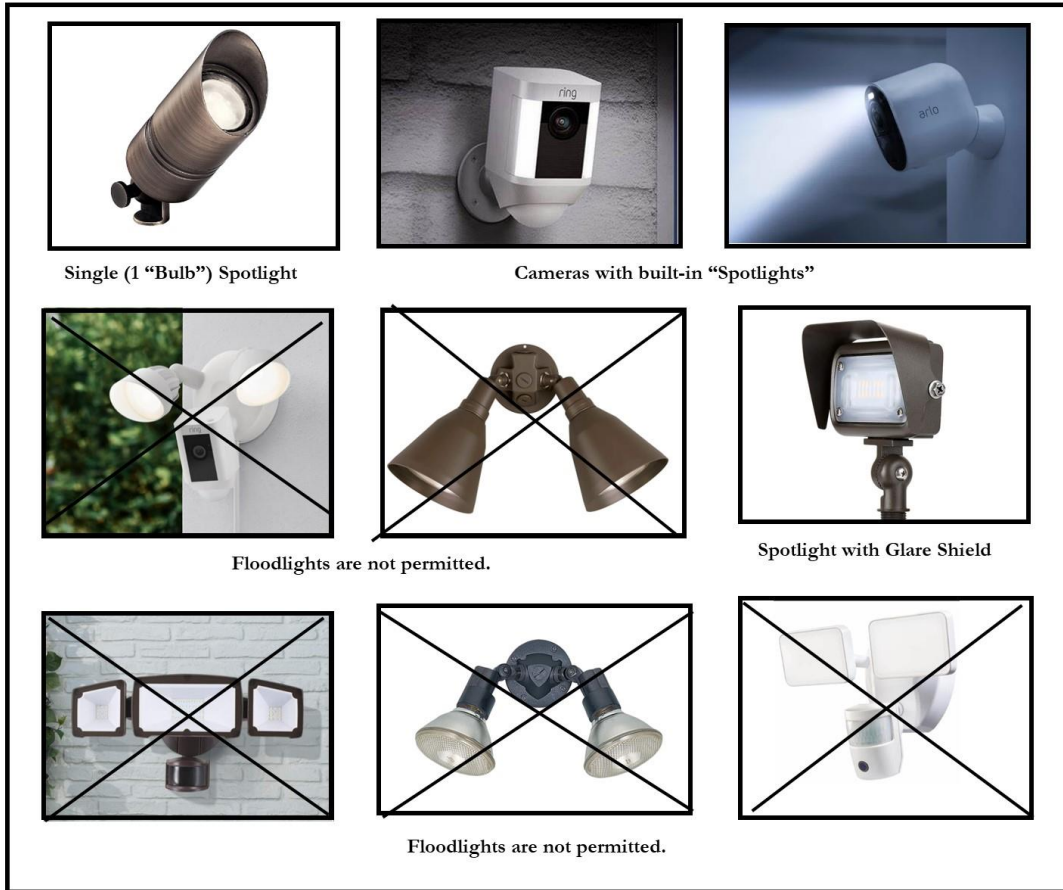 ring
arlo
Single (1 “Bulb”) Spotlight
Cameras with built-in “Spotlights”
ring
Floodlights are not permitted.
Spotlight with Glare Shield
Floodlights are not permitted.